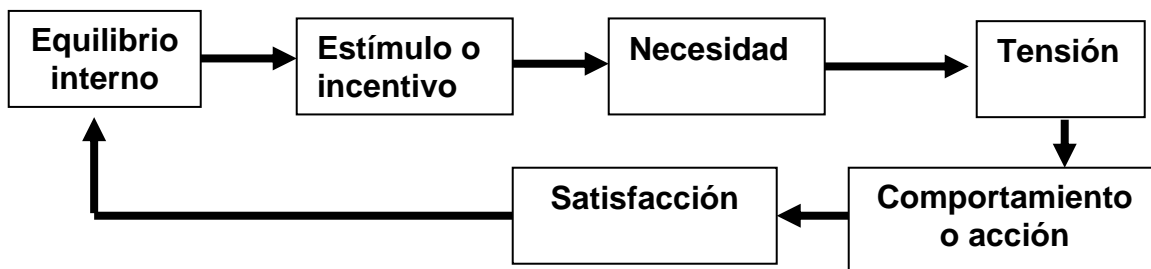 Equilibrio
interno
Estímulo o
incentivo
Necesidad
Tensión
Comportamiento
o acción
Satisfacción